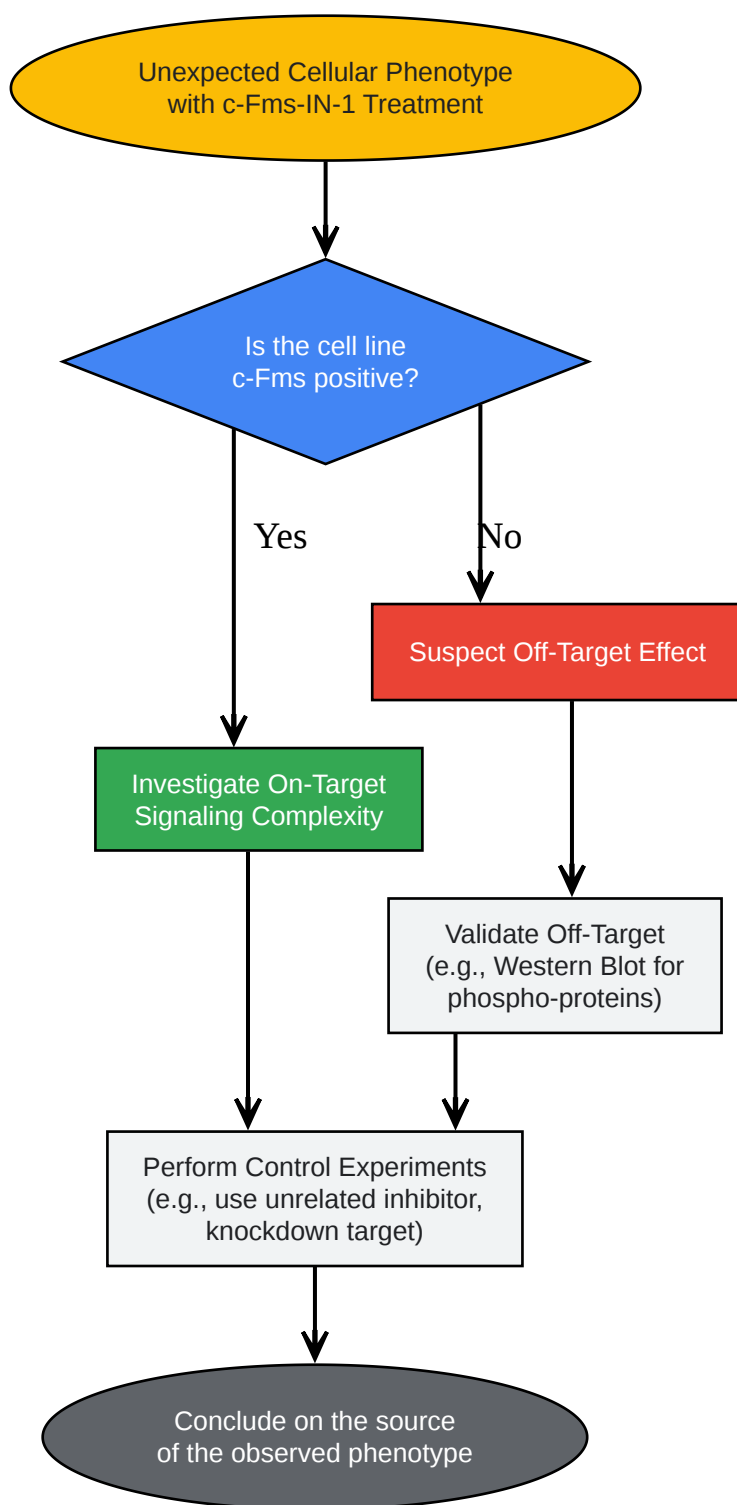 Unexpected Cellular Phenotype
with c-Fms-IN-1 Treatment
Is the cell line
c-Fms positive?
Yes
No
Suspect Off-Target Effect
Investigate On-Target
Signaling Complexity
Validate Off-Target
(e.g., Western Blot for
phospho-proteins)
Perform Control Experiments
(e.g., use unrelated inhibitor,
knockdown target)
Conclude on the source
of the observed phenotype